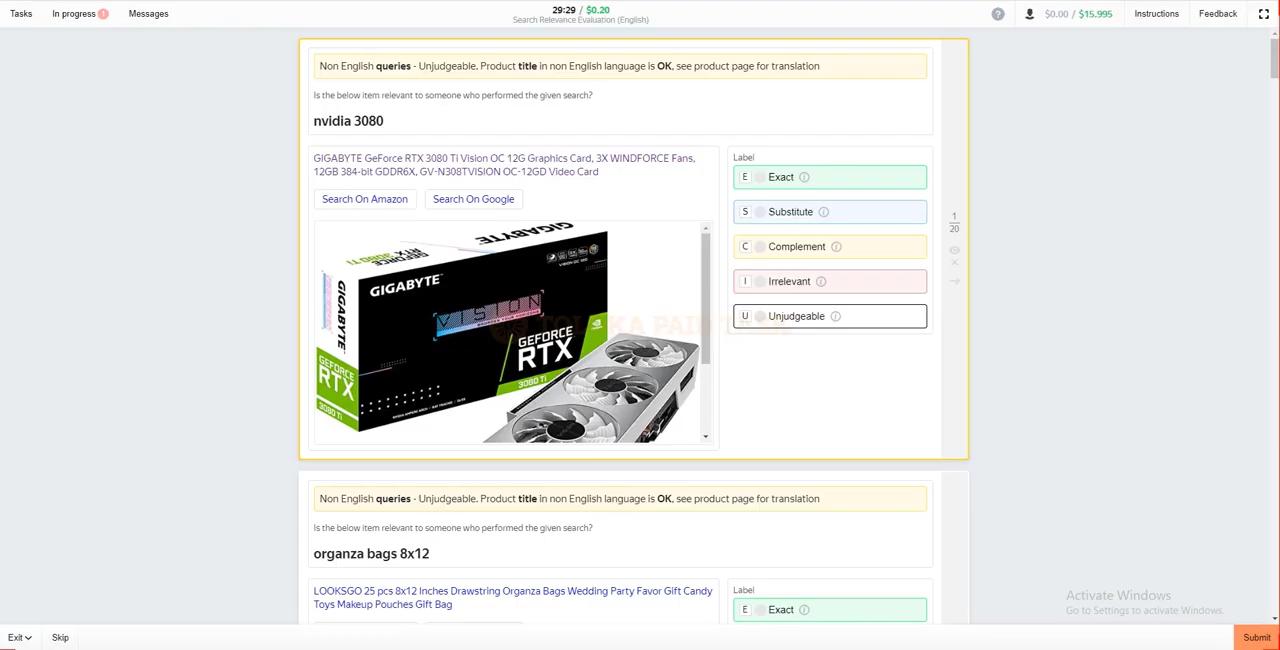 Tasks In progress 1 Messages
29:29 / $0.20
Search Relevance Evaluation (English)
? $0.00 / $15.995 Instructions Feedback
Non English queries - Unjudgeable. Product title in non English language is OK, see product page for translation
Is the below item relevant to someone who performed the given search?
nvidia 3080
GIGABYTE GeForce RTX 3080 Ti Vision OC 12G Graphics Card, 3X WINDFORCE Fans,
12GB 384-bit GDDR6X, GV-N308TVISION OC-12GD Video Card
Search On Amazon Search On Google
GIGABYTE
GEFORCE RTX
GIGABYTE
GIGABYTE
VISION
GEFORCE
RTX
3080 Ti
GEFORCE
RTX
3080 Ti
Label
E Exact
S Substitute
C Complement
I Irrelevant
U Unjudgeable
1
20
Non English queries - Unjudgeable. Product title in non English language is OK, see product page for translation
Is the below item relevant to someone who performed the given search?
organza bags 8x12
LOOKSGO 25 pcs 8x12 Inches Drawstring Organza Bags Wedding Party Favor Gift Candy
Toys Makeup Pouches Gift Bag
Label
E Exact
Activate Windows
Go to Settings to activate Windows.
Exit Skip Submit